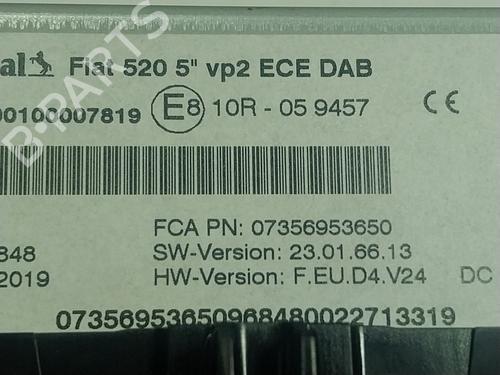 al Fiat 520 5" vp2 ECE DAB
00100007819 E8 10R - 05 9457 CE
FCA PN: 07356953650
848 SW-Version: 23.01.66.13
2019 HW-Version: F.EU.D4.V24 DC
07356953650968480022713319
B-PARTS